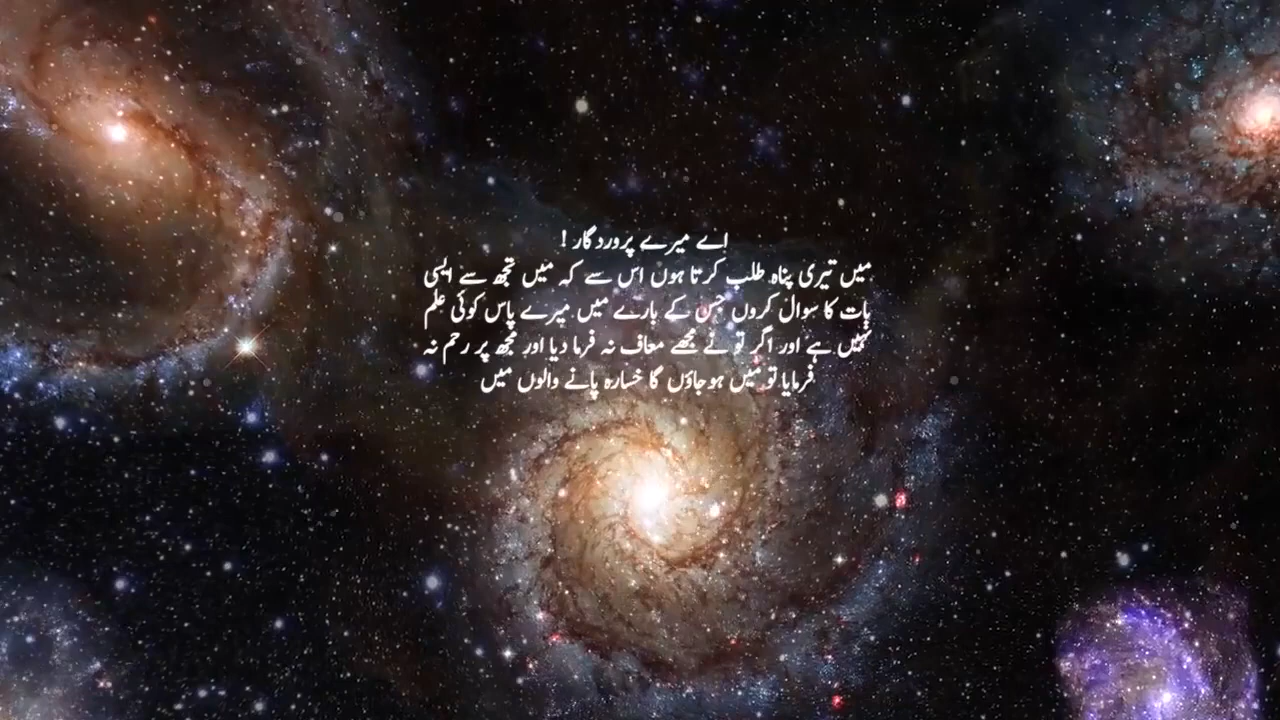 اے میرے پروردگار !
میں تیری پناہ طلب کرتا ہوں اس سے کہ میں تجھ سے ایسی
بات کا سوال کروں جس کے بارے میں میرے پاس کوئی علم
نہیں ہے اور اگر تو نے مجھے معاف نہ فرما دیا اور مجھ پر رحم نہ
فرمایا تو میں ہو جاؤں گا خسارہ پانے والوں میں